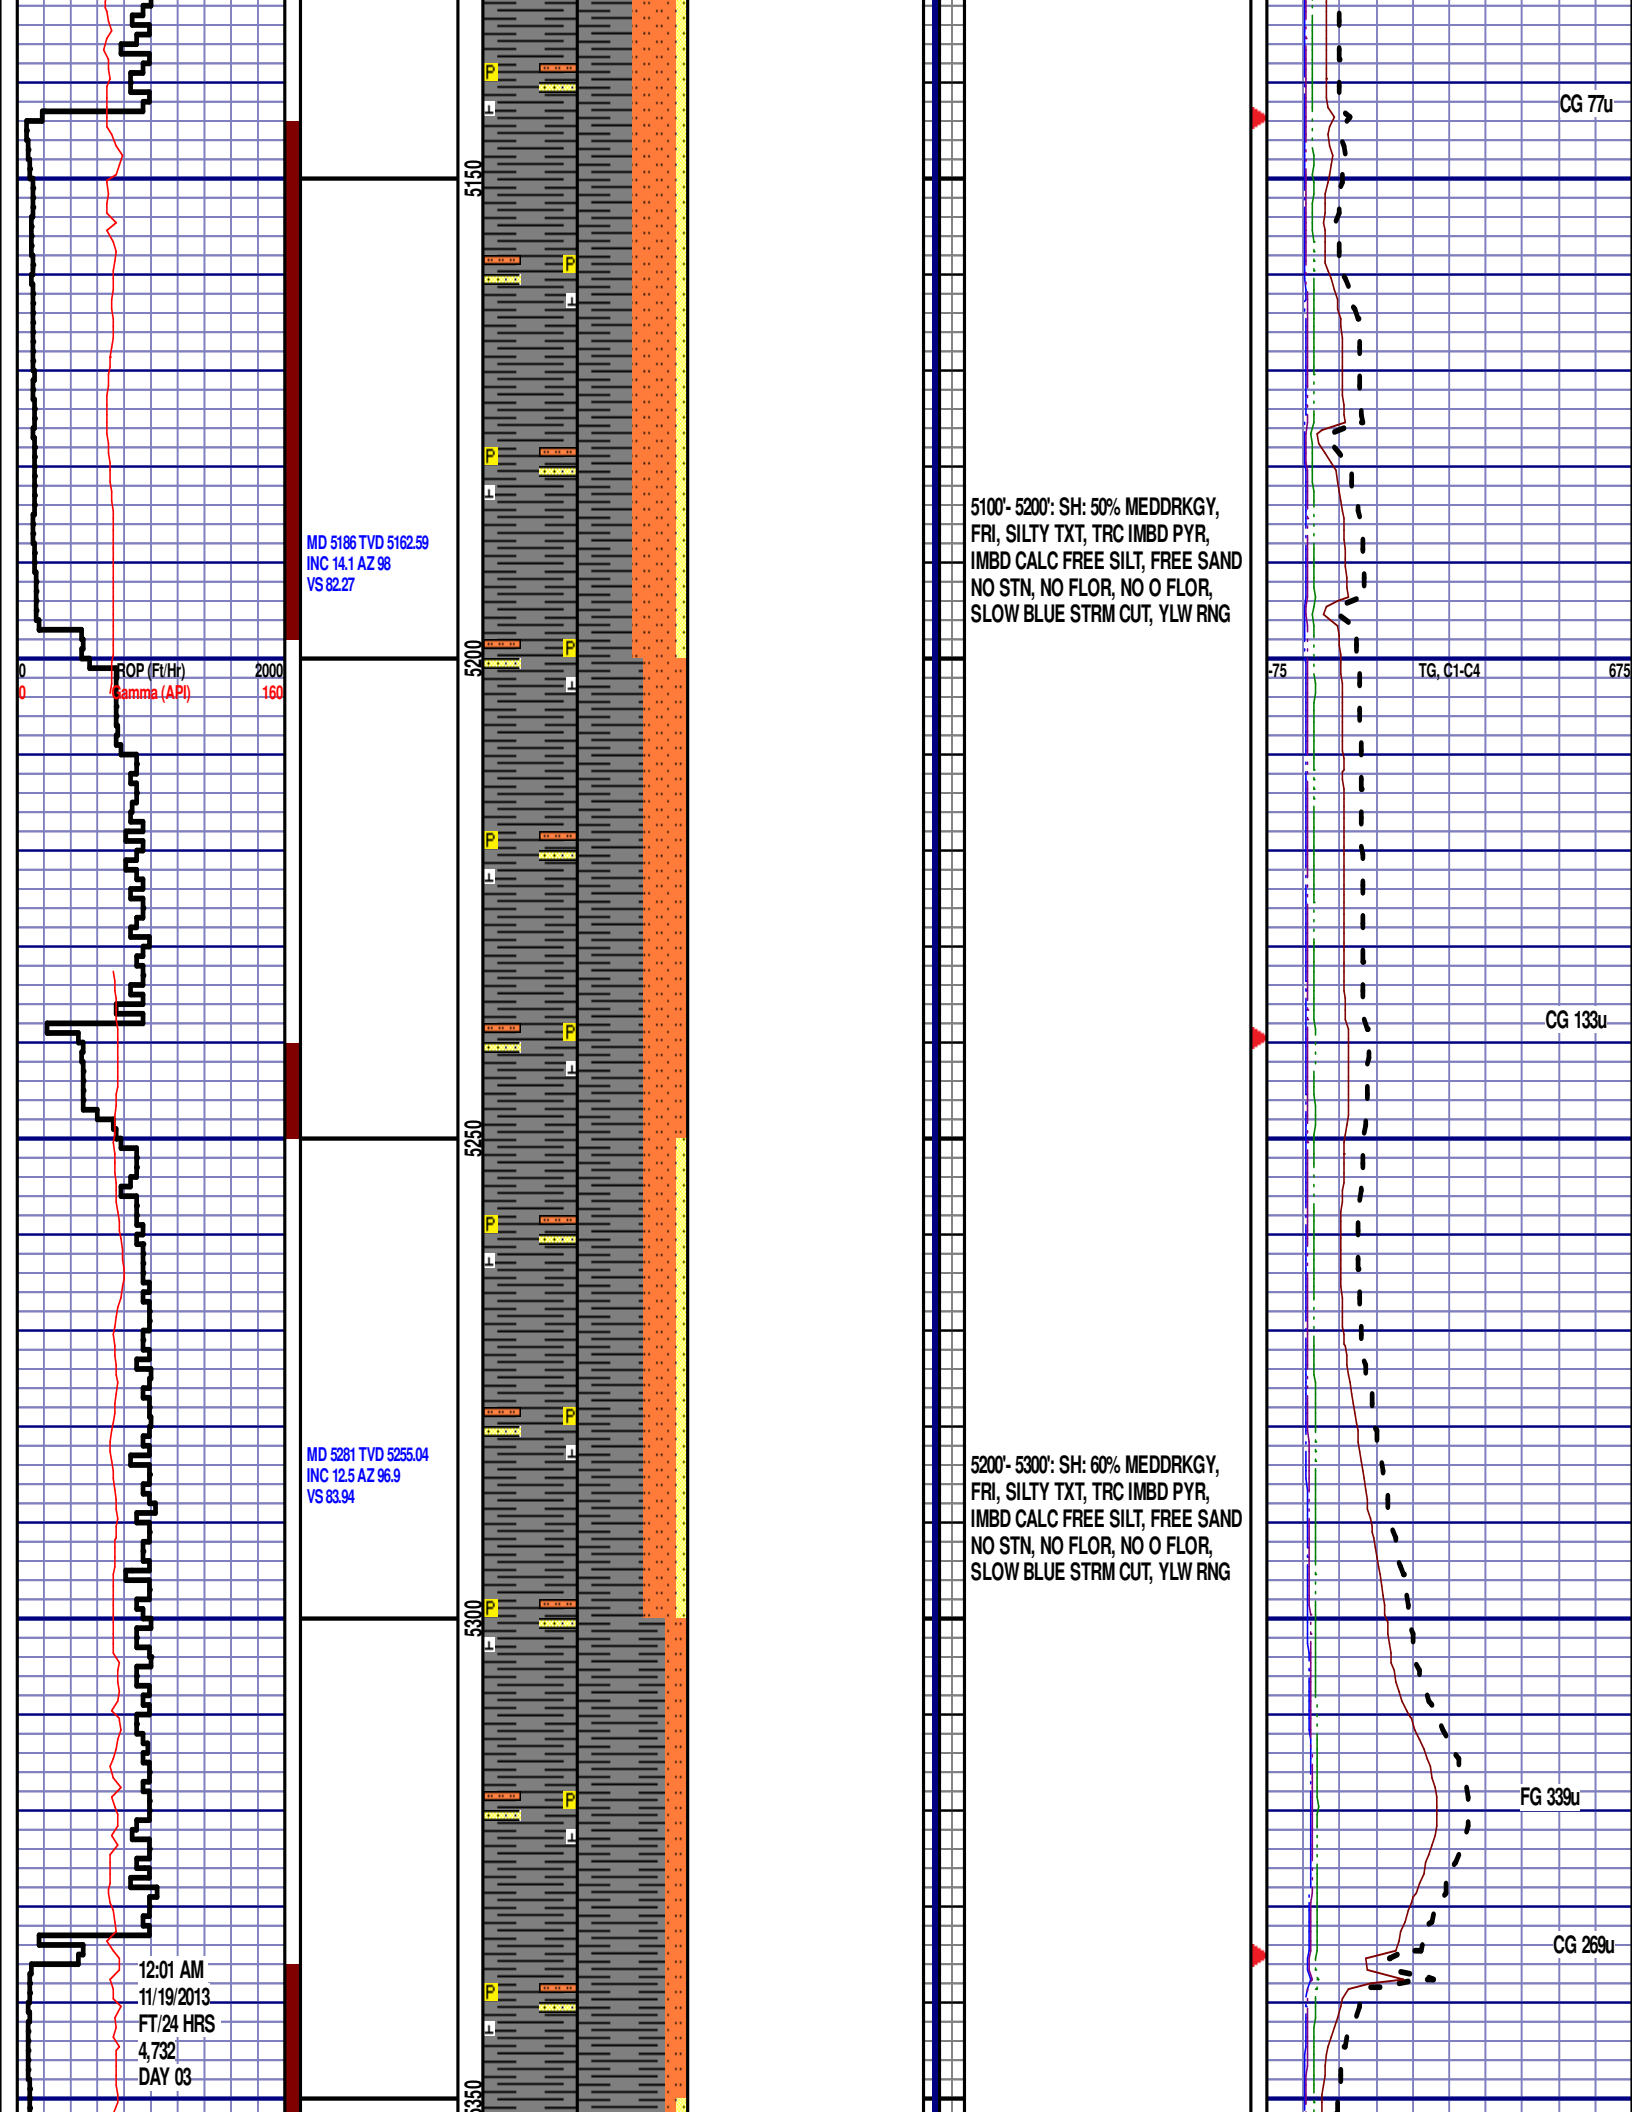 CG 77u
5150
5100'- 5200': SH: 50% MEDDRKGY,
FRI, SILTY TXT, TRC IMBD PYR,
IMBD CALC FREE SILT, FREE SAND
NO STN, NO FLOR, NO O FLOR,
SLOW BLUE STRM CUT, YLW RNG
MD 5186 TVD 5162.59
INC 14.1 AZ 98
VS 82.27
5200
0 ROP (Ft/Hr) 2000
0 Gamma (API) 160
-75 TG, C1-C4 675
CG 133u
5250
MD 5281 TVD 5255.04
INC 12.5 AZ 96.9
VS 83.94
5200'- 5300': SH: 60% MEDDRKGY,
FRI, SILTY TXT, TRC IMBD PYR,
IMBD CALC FREE SILT, FREE SAND
NO STN, NO FLOR, NO O FLOR,
SLOW BLUE STRM CUT, YLW RNG
5300
FG 339u
CG 269u
12:01 AM
11/19/2013
FT/24 HRS
4,732
DAY 03
5350
P
P
P
P
P
P
P
P
P
P
P